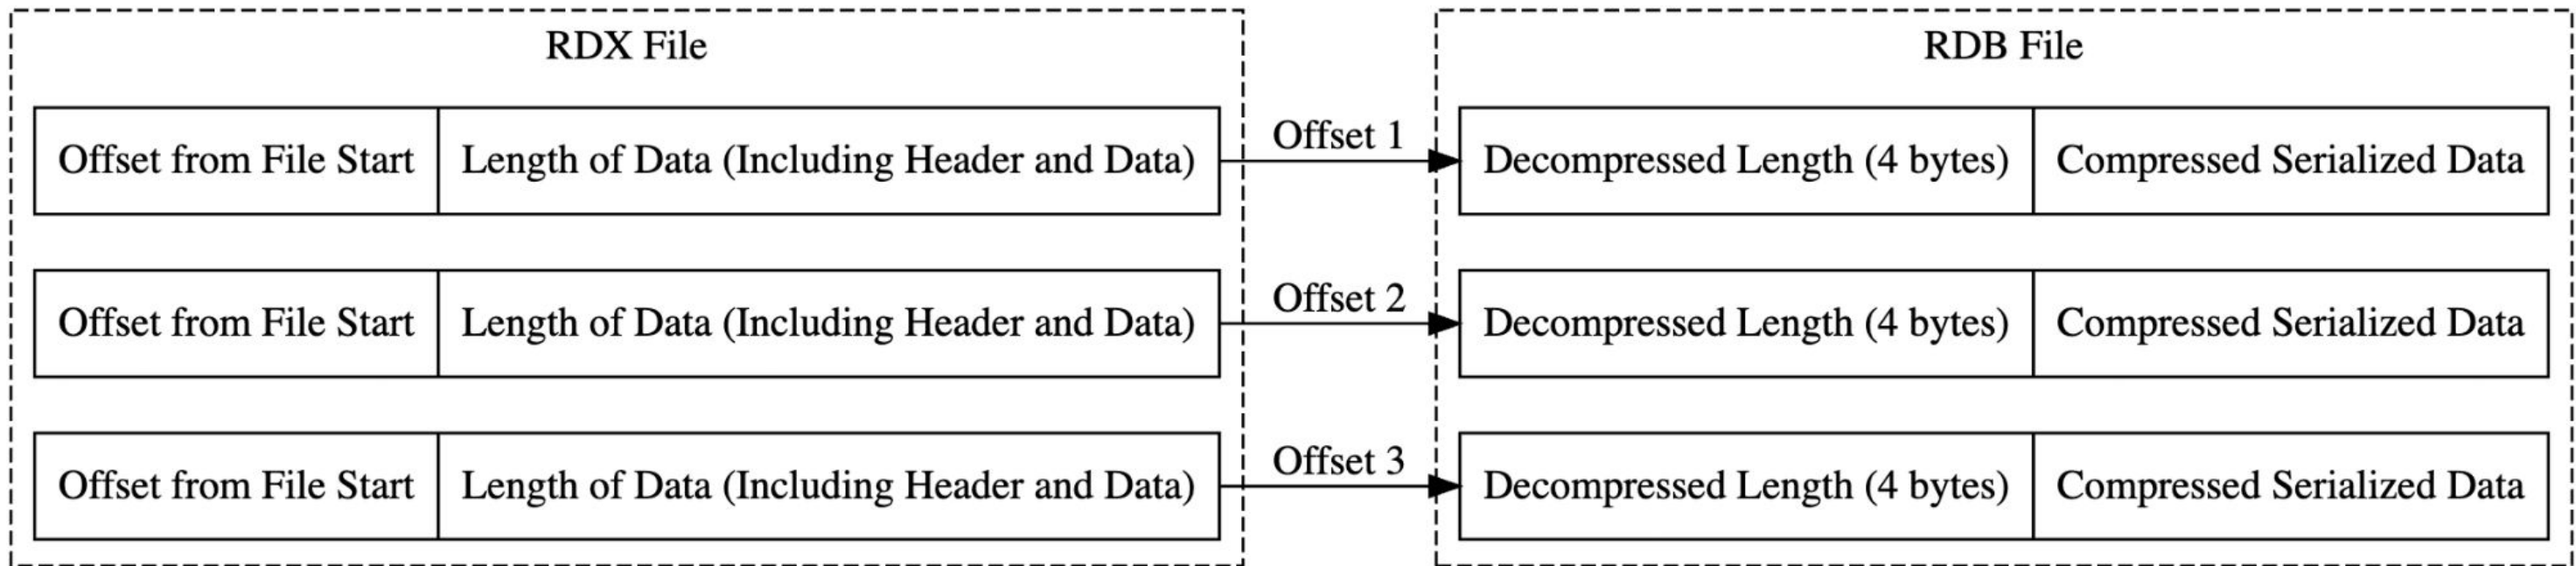 RDX File
RDB File
Offset from File Start Length of Data (Including Header and Data) Offset 1 Decompressed Length (4 bytes) Compressed Serialized Data
Offset from File Start Length of Data (Including Header and Data) Offset 2 Decompressed Length (4 bytes) Compressed Serialized Data
Offset from File Start Length of Data (Including Header and Data) Offset 3 Decompressed Length (4 bytes) Compressed Serialized Data